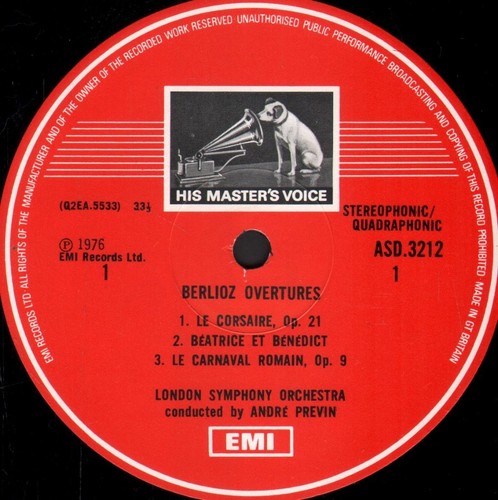 EMI RECORDS LTD ALL RIGHTS OF THE MANUFACTURER AND OF THE OWNER OF THE RECORDED WORK RESERVED UNAUTHORISED PUBLIC PERFORMANCE BROADCASTING AND COPYING OF THIS RECORD PROHIBITED MADE IN GT BRITAIN
HIS MASTER'S VOICE
(Q2EA.5533) 33⅓
STEREOPHONIC/
QUADRAPHONIC
Ⓟ 1976
EMI Records Ltd.
1
ASD.3212
1
BERLIOZ OVERTURES
1. LE CORSAIRE, Op. 21
2. BÉATRICE ET BÉNÉDICT
3. LE CARNAVAL ROMAIN, Op. 9
LONDON SYMPHONY ORCHESTRA
conducted by ANDRÉ PREVIN
EMI